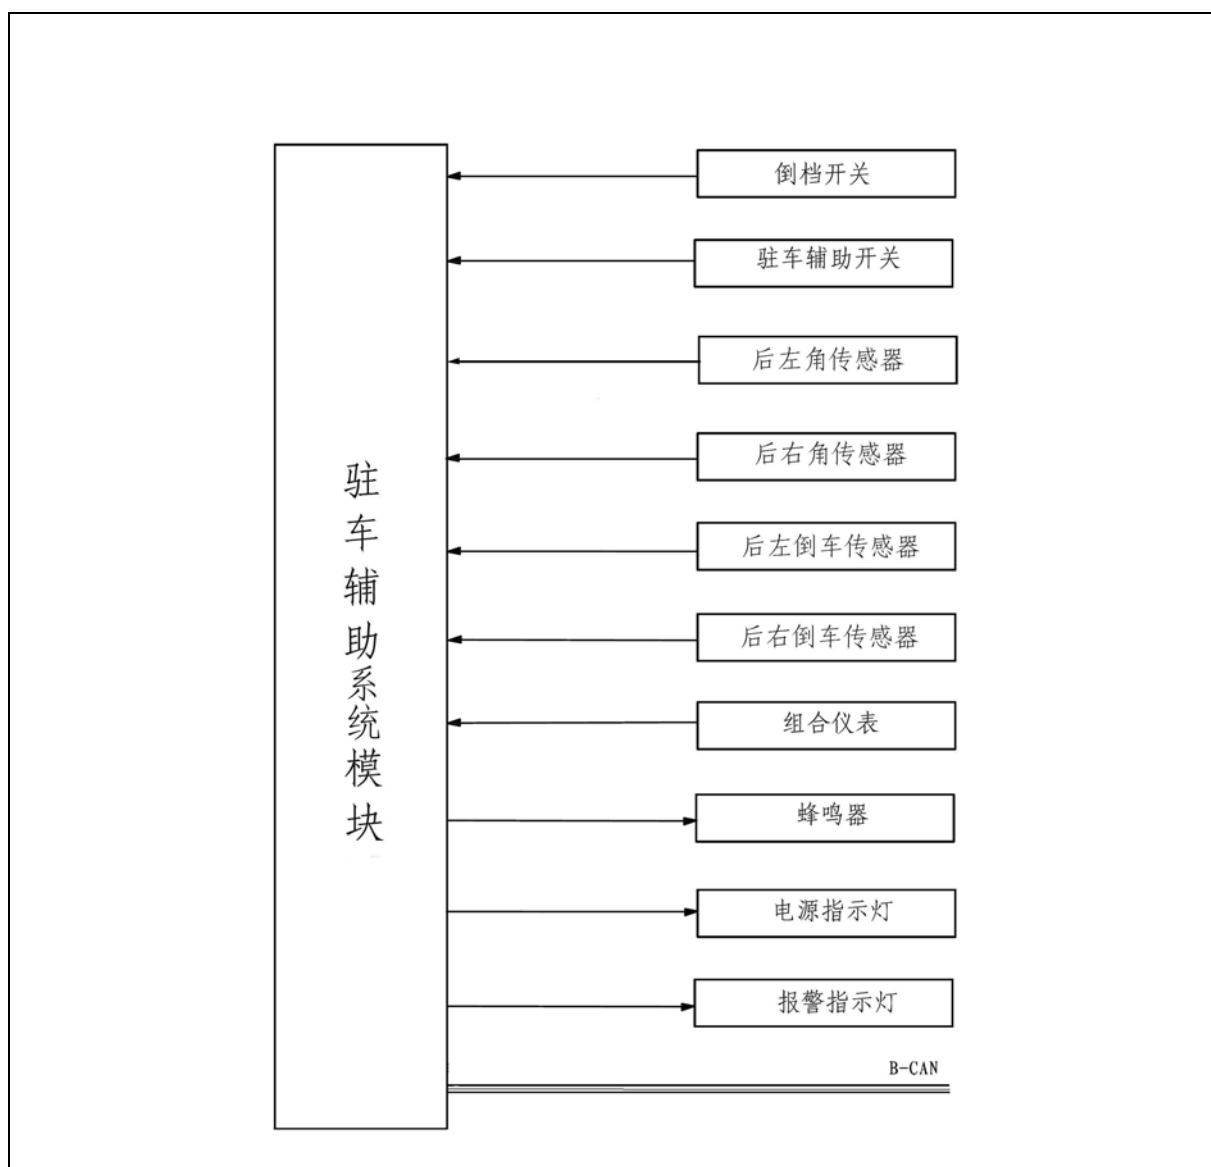 倒档开关
驻车辅助开关
后左角传感器
后右角传感器
后左倒车传感器
后右倒车传感器
组合仪表
蜂鸣器
电源指示灯
报警指示灯
B-CAN
驻车辅助系统模块